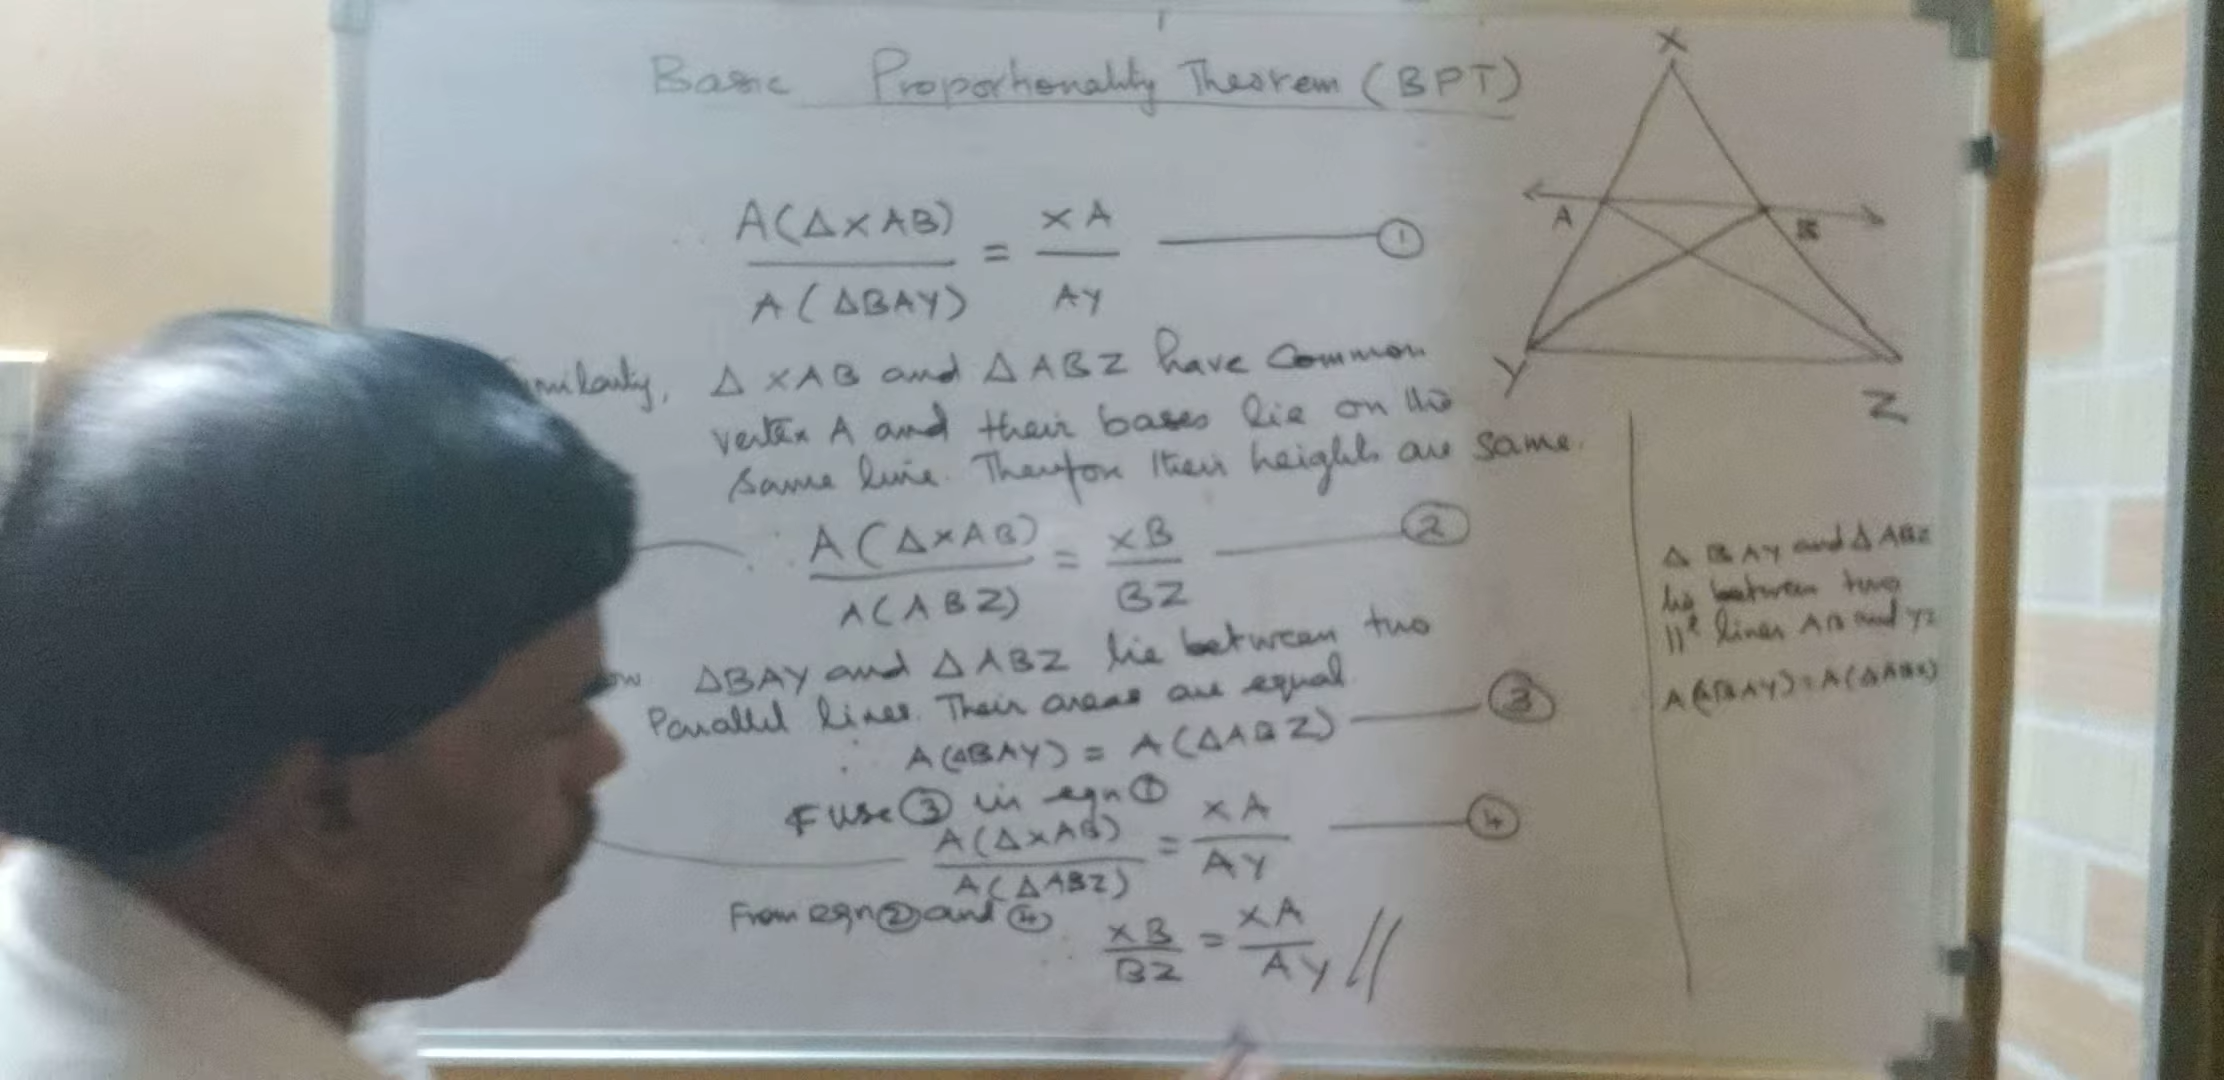 Basic Proportionality Theorem (BPT)
X
A
B
Y
Z
A(ΔXAB) = XA ——— ①
A(ΔBAY) AY
Δ XAB and Δ ABZ have common
vertex A and their bases lie on the
same line. Therefore their heights are same.
∴ A(ΔXAB) = XB ——— ②
A(ABZ) BZ
ΔBAY and ΔABZ lie between two
Parallel lines. Their areas are equal.
∴ A(ΔBAY) = A(ΔABZ) ——— ③
use ③ in eqn ①
A(ΔXAB) = XA ——— ④
A(ΔABZ) AY
From eqn ② and ④
∴ XB = XA //
BZ AY
Δ BAY and Δ ABZ
lie between two
||ˡ lines AB and YZ
A(ΔBAY) = A(ΔABZ)